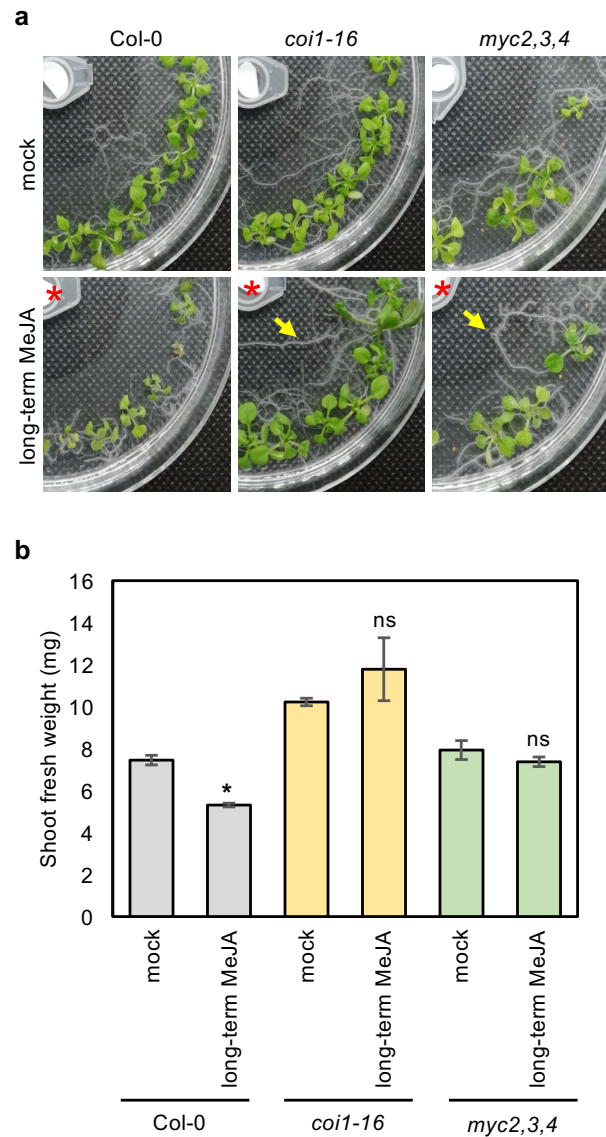 a
Col-0 coi1-16 myc2,3,4
mock
* * *
long-term MeJA
b
Shoot fresh weight (mg)
16
14
12
10
8
6
4
2
0
*
ns
ns
mock long-term MeJA mock long-term MeJA mock long-term MeJA
Col-0 coi1-16 myc2,3,4